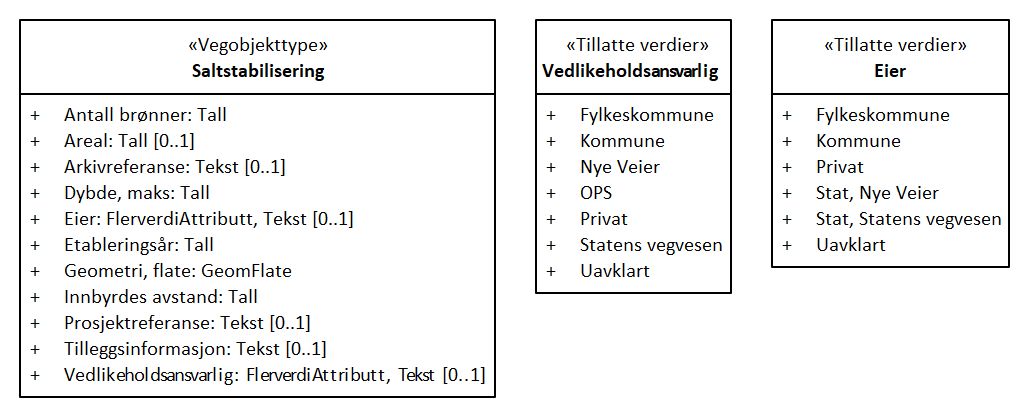 «Vegobjekttype»
Saltstabilisering
+ Antall brønner: Tall
+ Areal: Tall [0..1]
+ Arkivreferanse: Tekst [0..1]
+ Dybde, maks: Tall
+ Eier: FlerverdiAttributt, Tekst [0..1]
+ Etableringsår: Tall
+ Geometri, flate: GeomFlate
+ Innbyrdes avstand: Tall
+ Prosjektreferanse: Tekst [0..1]
+ Tilleggsinformasjon: Tekst [0..1]
+ Vedlikeholdsansvarlig: FlerverdiAttributt, Tekst [0..1]
«Tillatte verdier»
Vedlikeholdsansvarlig
+ Fylkeskommune
+ Kommune
+ Nye Veier
+ OPS
+ Privat
+ Statens vegvesen
+ Uavklart
«Tillatte verdier»
Eier
+ Fylkeskommune
+ Kommune
+ Privat
+ Stat, Nye Veier
+ Stat, Statens vegvesen
+ Uavklart